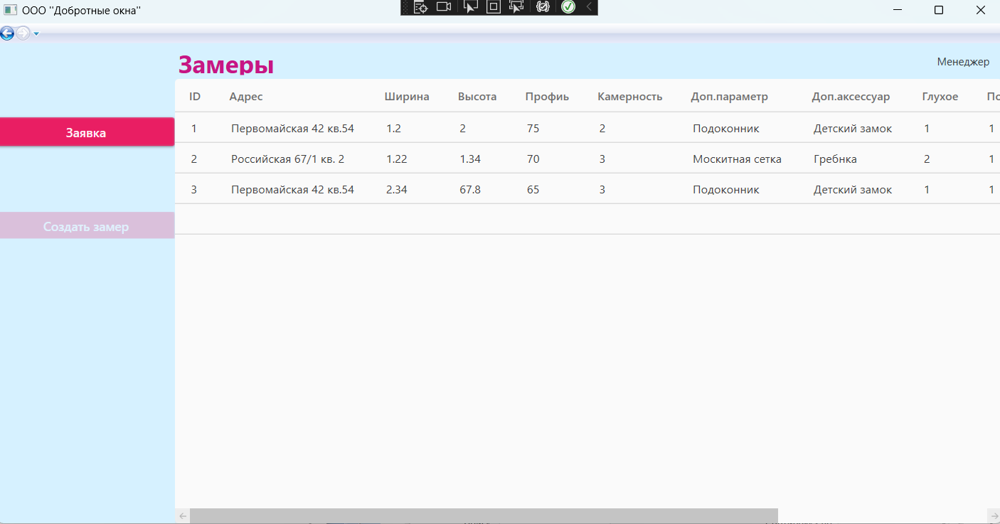 ООО "Добротные окна"
Замеры
Менеджер
ID Адрес Ширина Высота Профиь Камерность Доп.параметр Доп.аксессуар Глухое
1 Первомайская 42 кв.54 1.2 2 75 2 Подоконник Детский замок 1 1
2 Российская 67/1 кв. 2 1.22 1.34 70 3 Москитная сетка Гребнка 2 1
3 Первомайская 42 кв.54 2.34 67.8 65 3 Подоконник Детский замок 1 1
Заявка
Создать замер